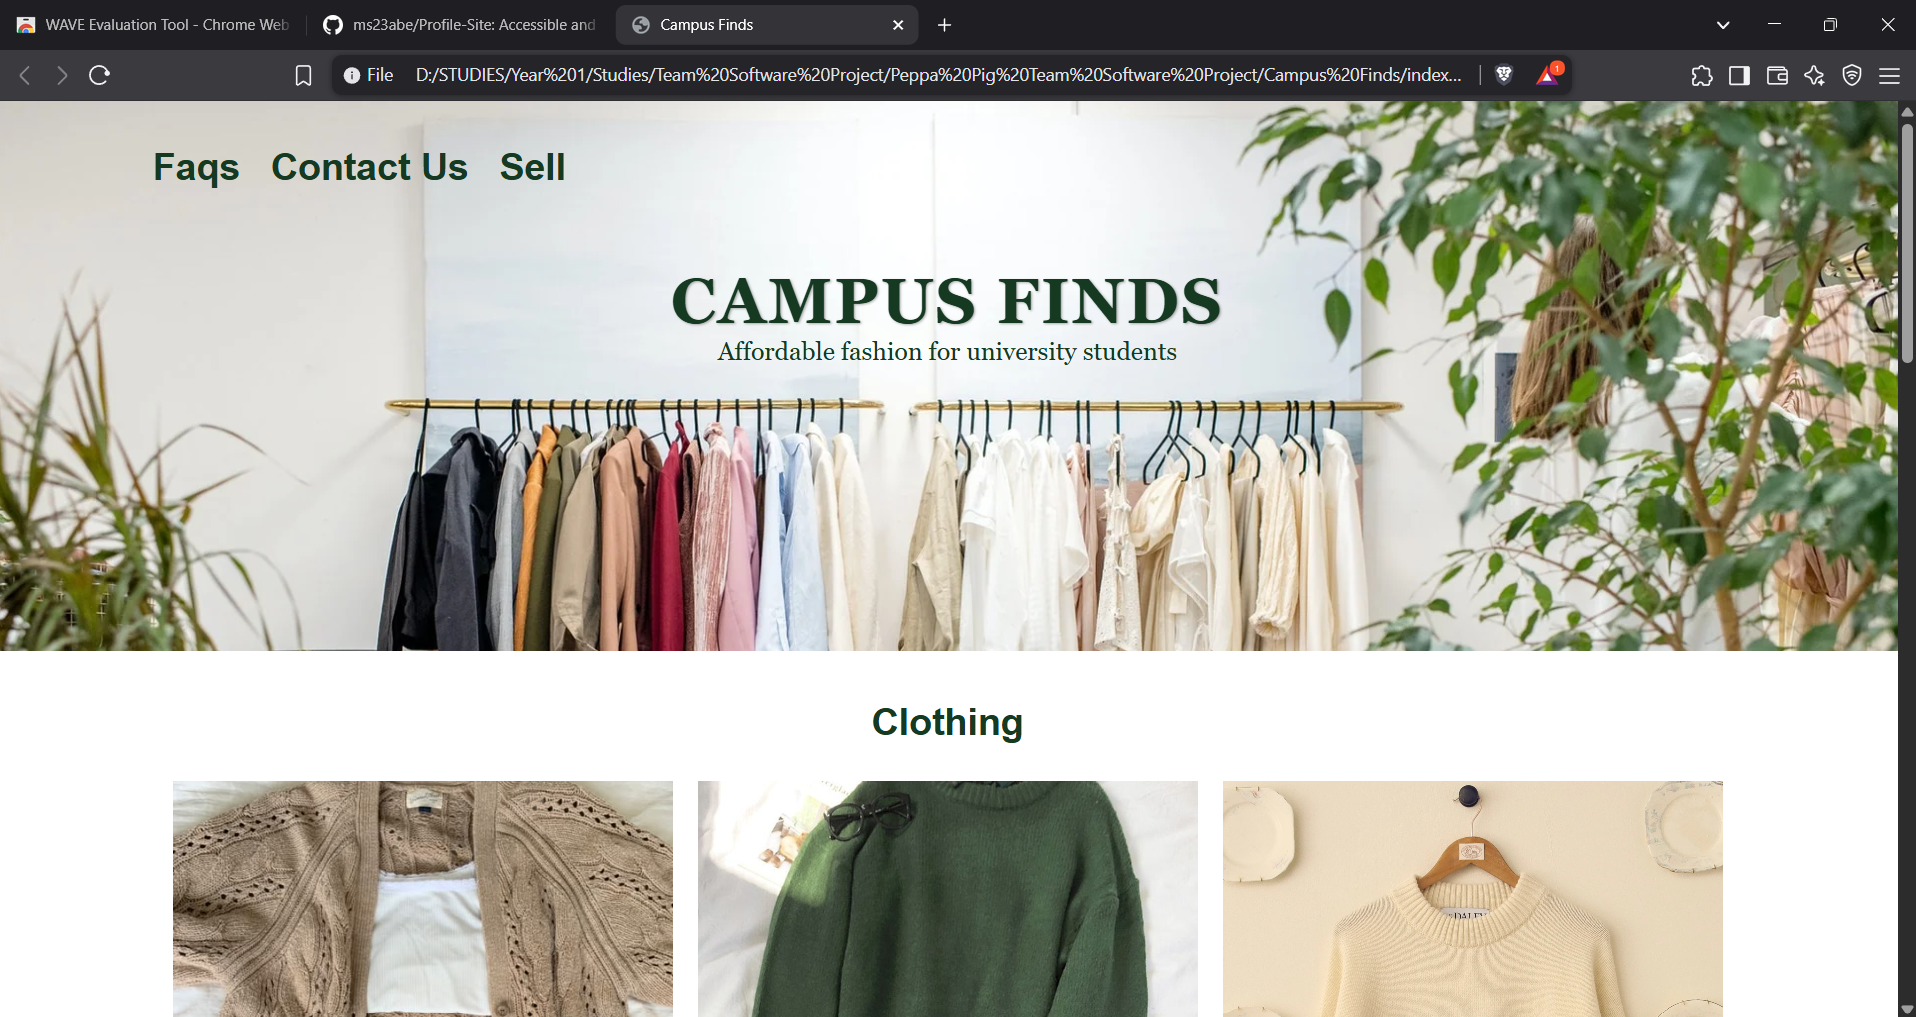 WAVE Evaluation Tool - Chrome Web
ms23abe/Profile-Site: Accessible and
Campus Finds
File D:/STUDIES/Year%201/Studies/Team%20Software%20Project/Peppa%20Pig%20Team%20Software%20Project/Campus%20Finds/index...
1
Faqs Contact Us Sell
CAMPUS FINDS
Affordable fashion for university students
Clothing